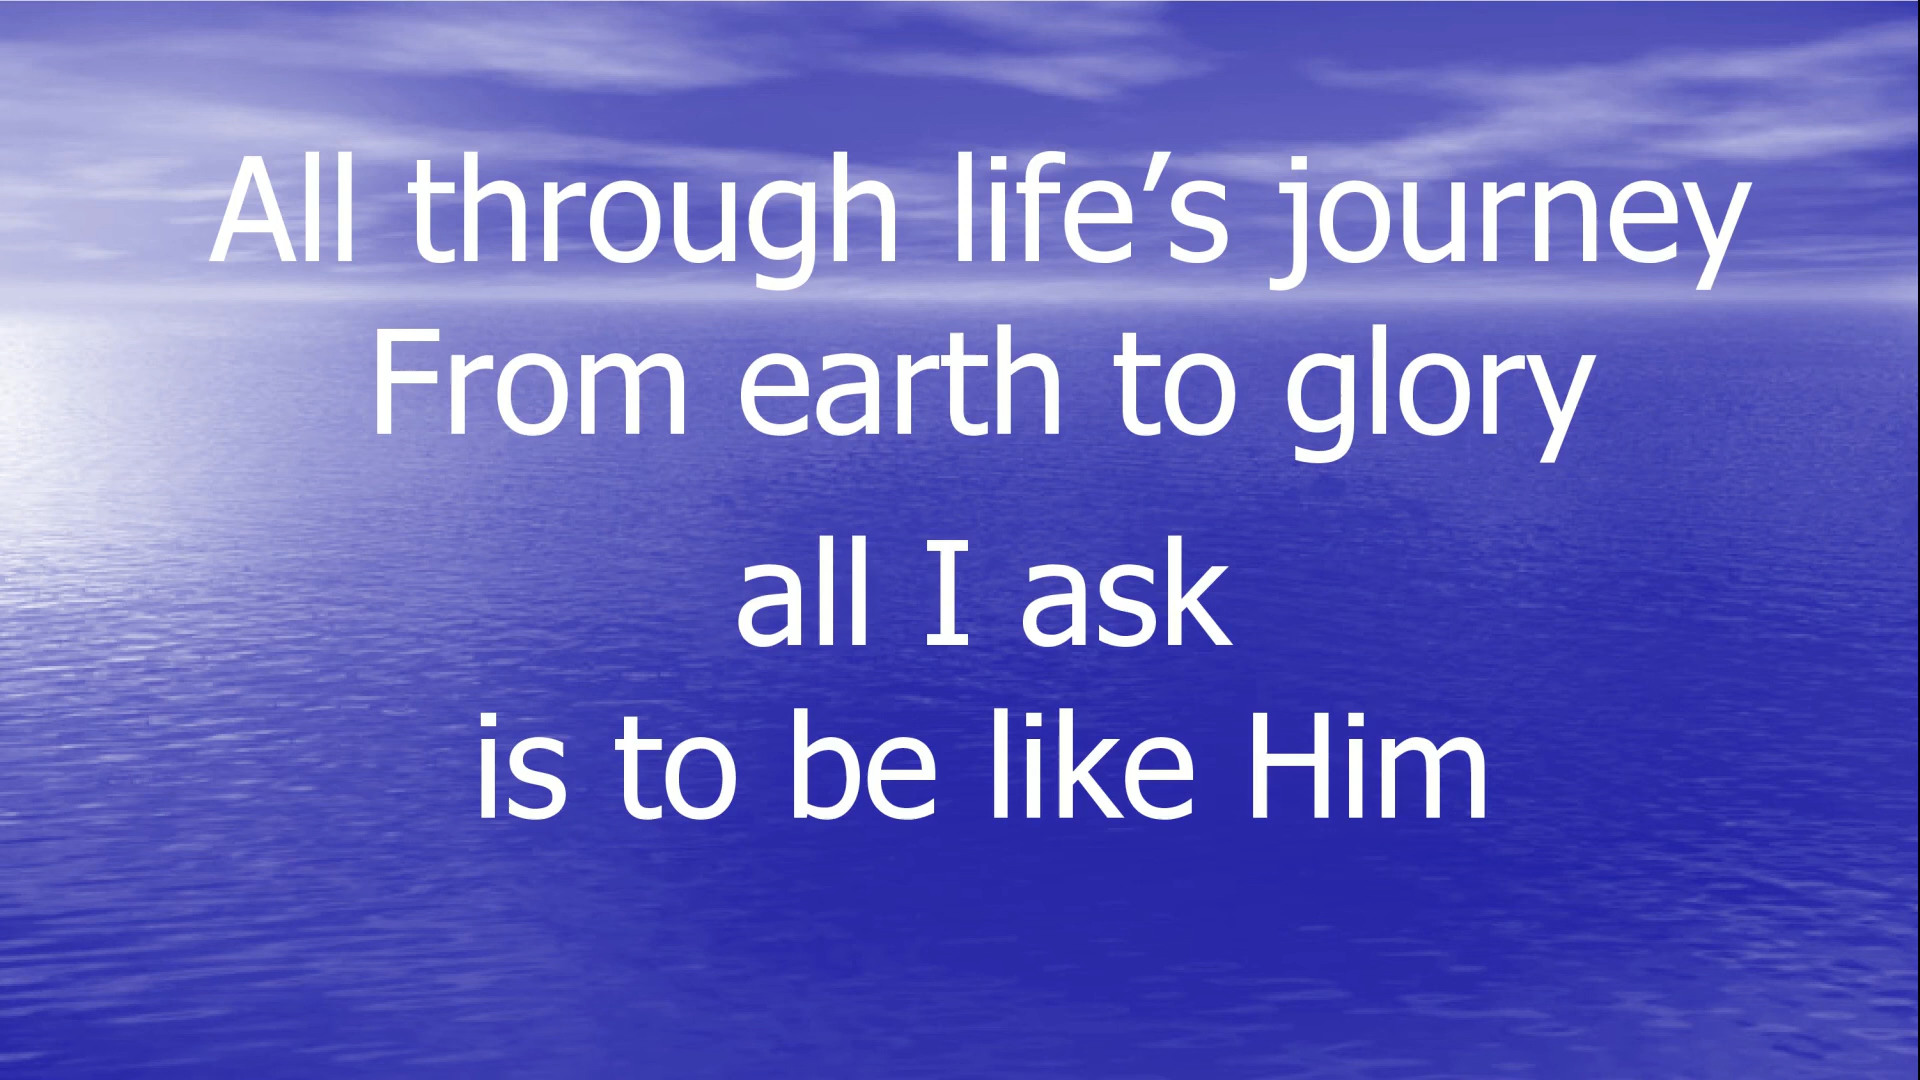 All through life’s journey
From earth to glory
all I ask
is to be like Him